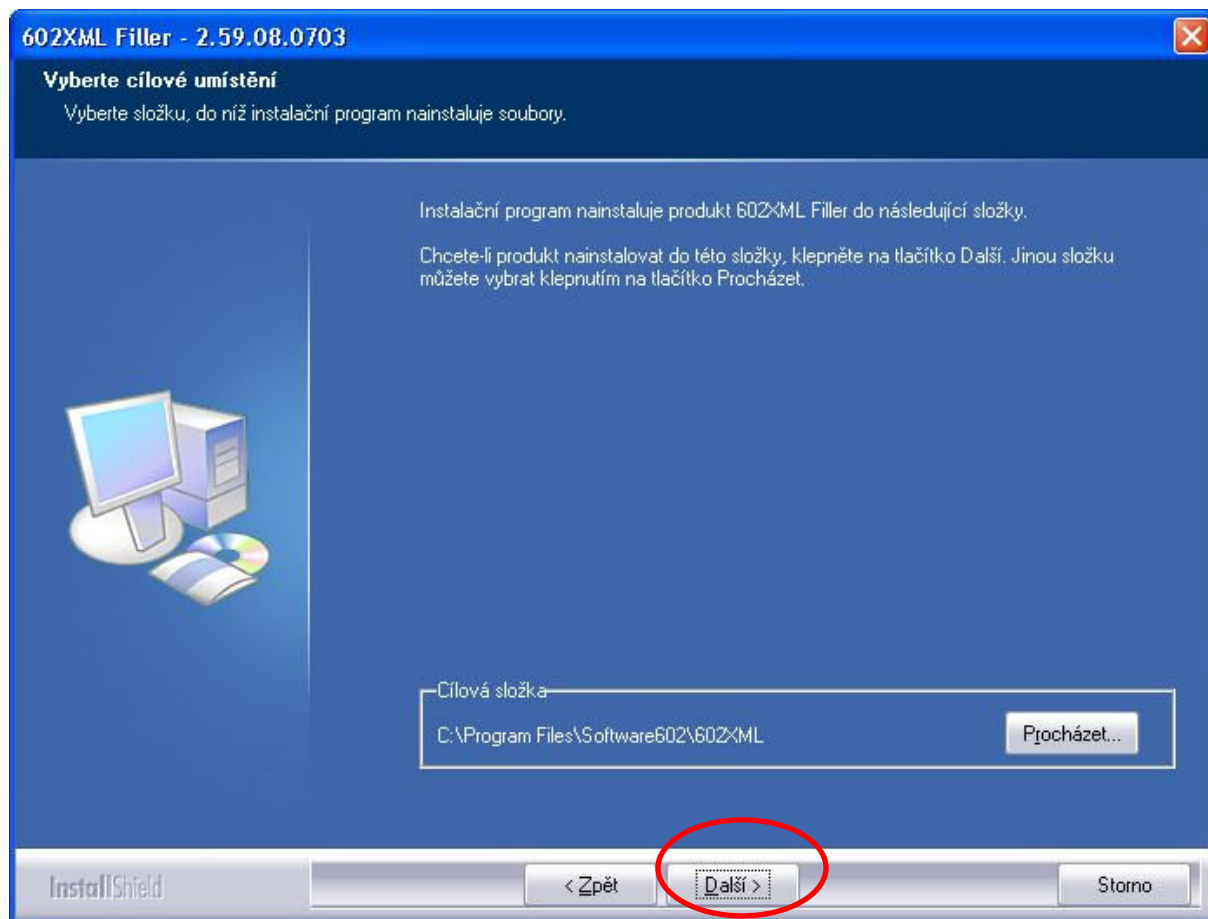 602XML Filler - 2.59.08.0703
Vyberte cílové umístění
Vyberte složku, do níž instalační program nainstaluje soubory.
Instalační program nainstaluje produkt 602XML Filler do následující složky.
Chcete-li produkt nainstalovat do této složky, klepněte na tlačítko Další. Jinou složku
můžete vybrat klepnutím na tlačítko Procházet.
Cílová složka
C:\Program Files\Software602\602XML
Procházet...
InstallShield
< Zpět
Další >
Storno